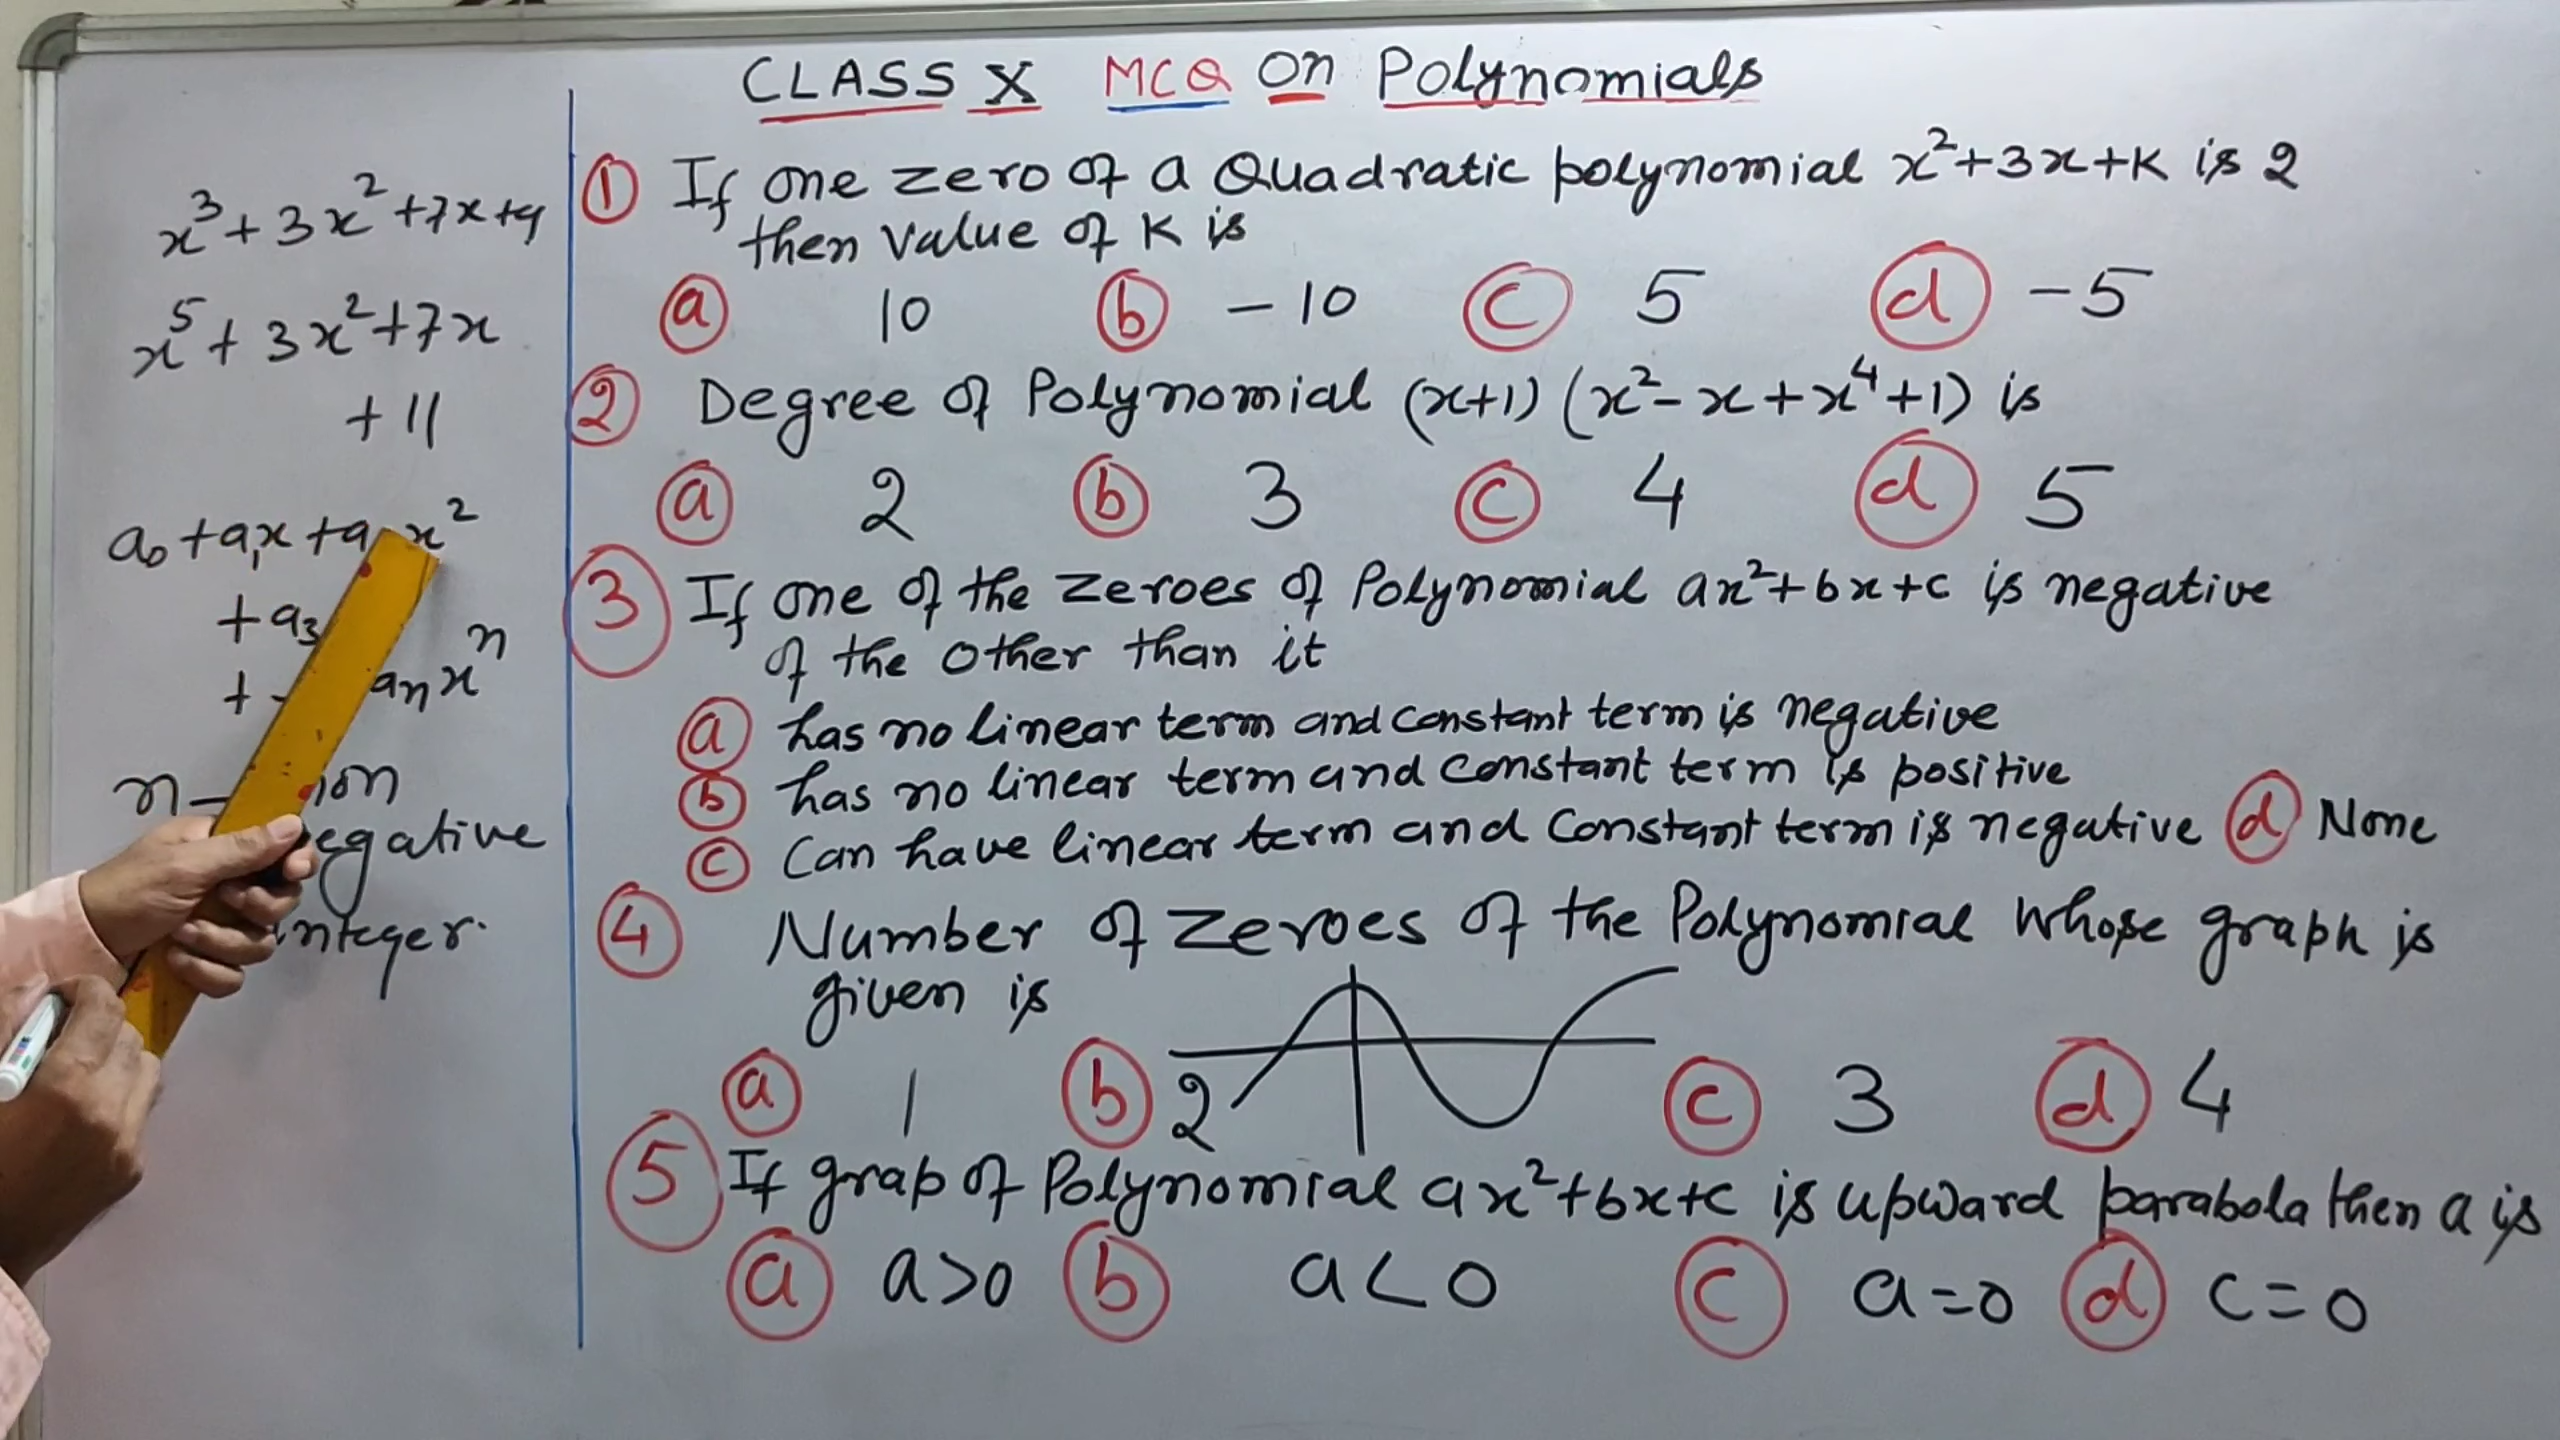 CLASS X MCQ on Polynomials
x³+3x²+7x+9
x⁵+3x²+7x
+11
a₀+a₁x+a x²
+a₃
+ - aₙxⁿ
n-
integer.
① If one zero of a Quadratic polynomial x²+3x+K is 2
then value of K is
ⓐ 10 ⓑ -10 ⓒ 5 ⓓ -5
② Degree of Polynomial (x+1) (x²-x+x⁴+1) is
ⓐ 2 ⓑ 3 ⓒ 4 ⓓ 5
③ If one of the zeroes of Polynomial ax²+bx+c is negative
of the other than it
ⓐ has no linear term and constant term is negative
ⓑ has no linear term and constant term is positive
ⓒ Can have linear term and constant term is negative ⓓ None
④ Number of zeroes of the Polynomial whose graph is
given is
ⓐ 1 ⓑ 2 ⓒ 3 ⓓ 4
⑤ If grap of Polynomial ax²+bx+c is upward parabola then a is
ⓐ a>0 ⓑ a<0 ⓒ a=0 ⓓ c=0